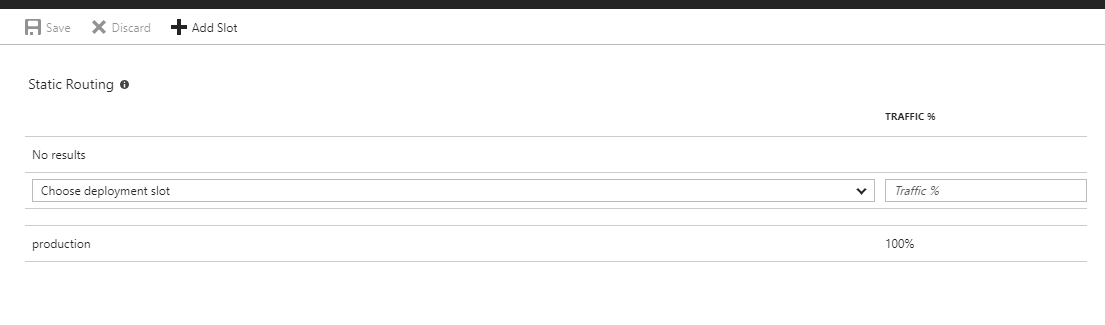 Save Discard Add Slot
Static Routing
TRAFFIC %
No results
Choose deployment slot Traffic %
production 100%